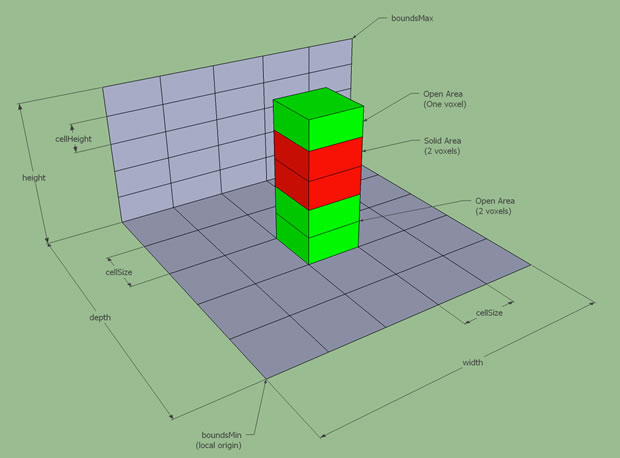 boundsMax
Open Area
(One voxel)
cellHeight
Solid Area
(2 voxels)
height
Open Area
(2 voxels)
cellSize
depth
cellSize
width
boundsMin
(local origin)